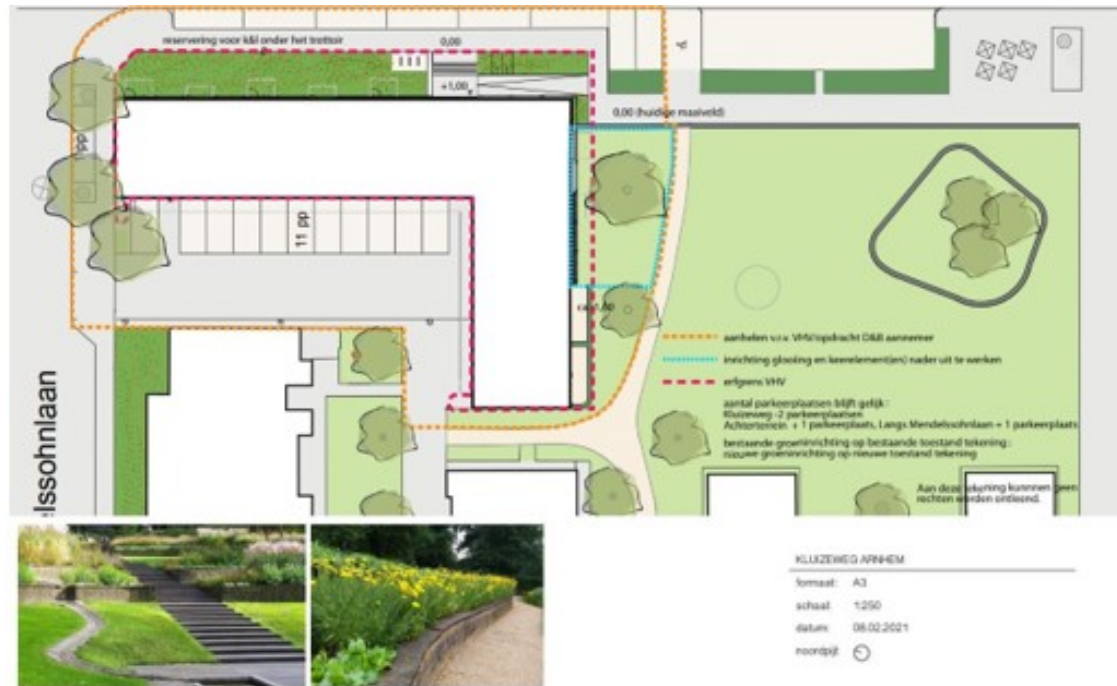 reservering voor k&l onder het trottoir
0,00
+1,00
0,00 (huidige maaiveld)
pp
11 pp
elssohnlaan
aanhelen v.r.v. VHV/opdracht D&B aannemer
inrichting glooiing en keerelement(en) nader uit te werken
erfgrens VHV
aantal parkeerplaatsen blijft gelijk :
Kluizeweg -2 parkeerplaatsen
Achterterrein + 1 parkeerplaats, Langs Mendelssohnlaan + 1 parkeerplaats
bestaande groeninrichting op bestaande toestand tekening :
nieuwe groeninrichting op nieuwe toestand tekening
Aan deze tekening kunnnen geen
rechten worden ontleend.
KLUIZEWEG ARNHEM
formaat: A3
schaal: 1:250
datum: 08.02.2021
noordpijl